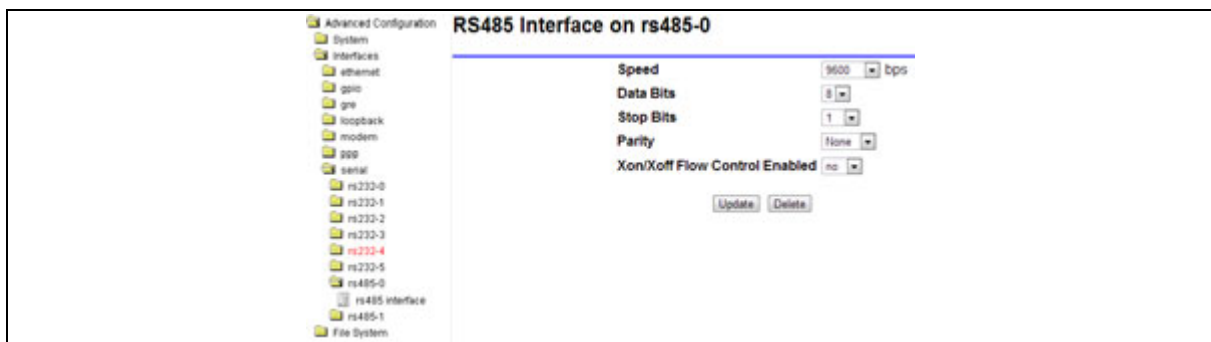 Advanced Configuration
System
Interfaces
ethernet
gpio
gre
loopback
modem
ppp
serial
rs232-0
rs232-1
rs232-2
rs232-3
rs232-4
rs232-5
rs485-0
rs485 interface
rs485-1
File System
RS485 Interface on rs485-0
Speed 9600 bps
Data Bits 8
Stop Bits 1
Parity None
Xon/Xoff Flow Control Enabled no
Update Delete